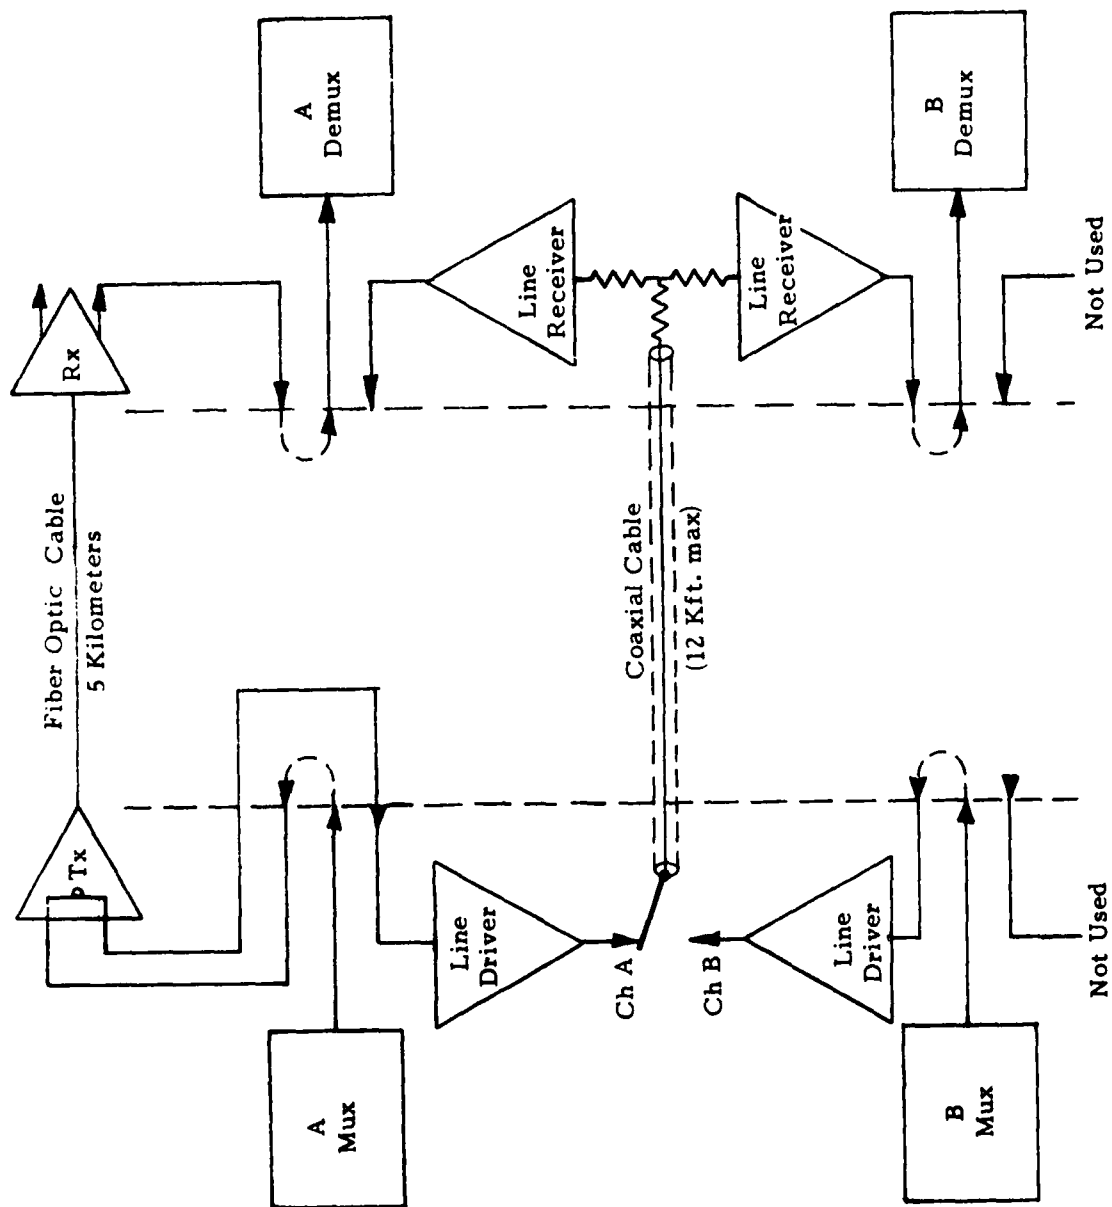 Fiber Optic Cable
5 Kilometers
Tx
Rx
A
Mux
A
Demux
Line
Driver
Line
Receiver
Ch A
Coaxial Cable
(12 Kft. max)
Ch B
Line
Driver
Line
Receiver
B
Mux
B
Demux
Not Used
Not Used